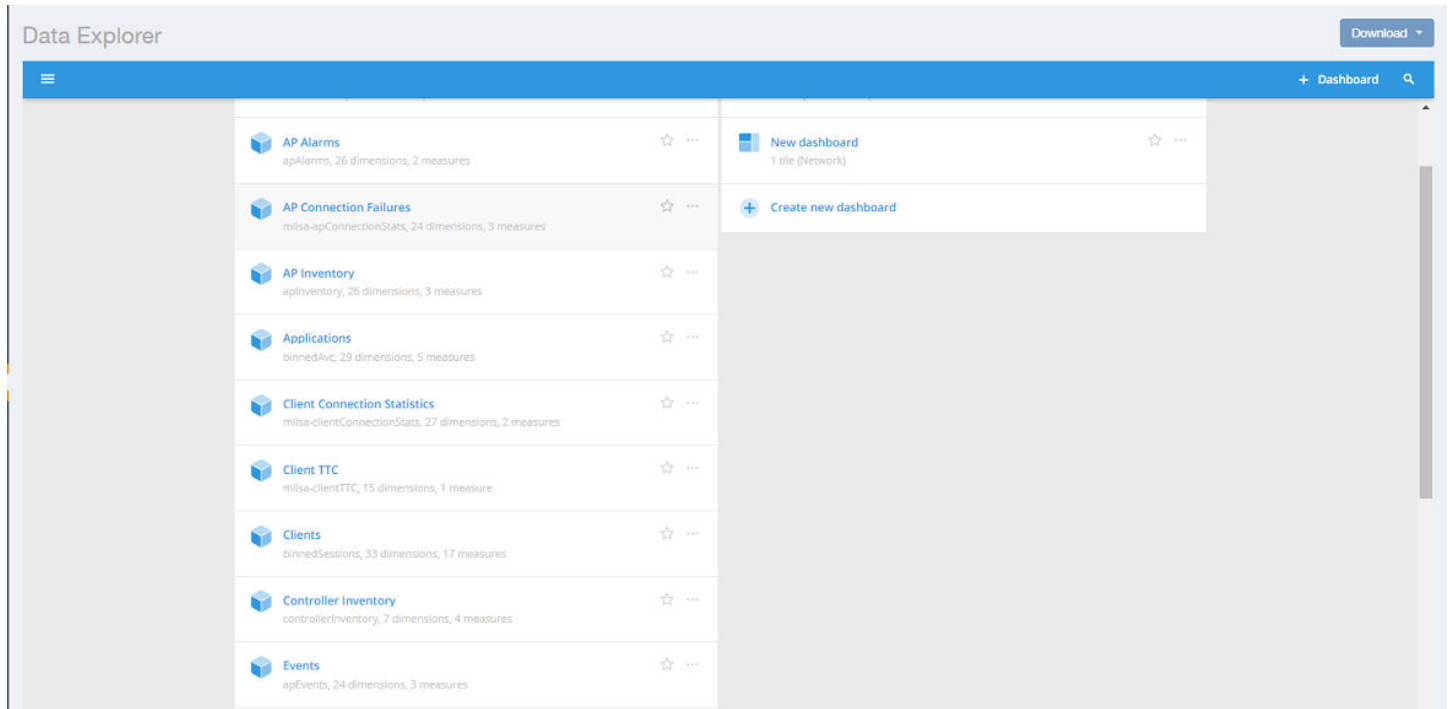 Data Explorer
Download
+ Dashboard
AP Alarms
apAlarms, 26 dimensions, 2 measures
AP Connection Failures
mlisa-apConnectionStats, 24 dimensions, 3 measures
AP Inventory
apInventory, 26 dimensions, 3 measures
Applications
binnedAvc, 29 dimensions, 5 measures
Client Connection Statistics
mlisa-clientConnectionStats, 27 dimensions, 2 measures
Client TTC
mlisa-clientTTC, 15 dimensions, 1 measure
Clients
binnedSessions, 33 dimensions, 17 measures
Controller Inventory
controllerInventory, 7 dimensions, 4 measures
Events
apEvents, 24 dimensions, 3 measures
New dashboard
1 tile (Network)
Create new dashboard